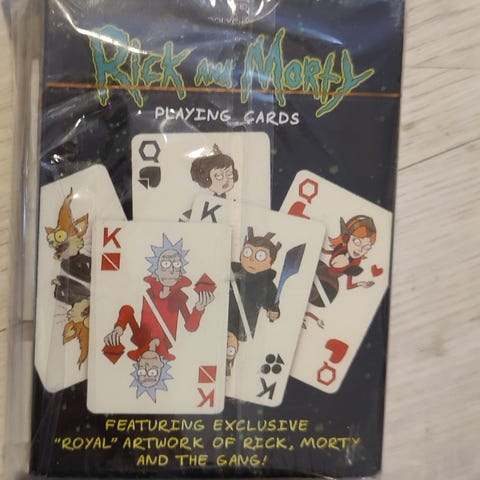 Rick and Morty
PLAYING CARDS
Q
K
Q
K
K
K
Q
FEATURING EXCLUSIVE
"ROYAL" ARTWORK OF RICK, MORTY
AND THE GANG!